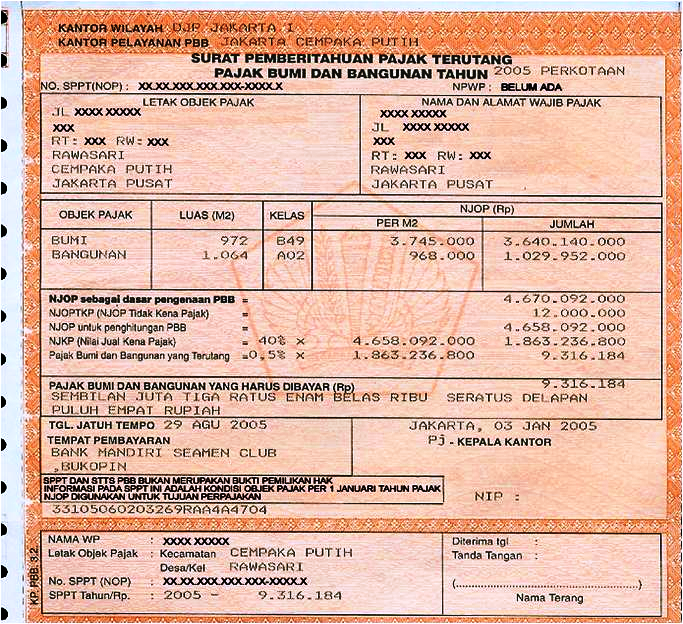 KANTOR WILAYAH DJP JAKARTA I
KANTOR PELAYANAN PBB JAKARTA CEMPAKA PUTIH
SURAT PEMBERITAHUAN PAJAK TERUTANG
PAJAK BUMI DAN BANGUNAN TAHUN 2005 PERKOTAAN
NO. SPPT(NOP) : XX.XX.XXX.XXX.XXX-XXXX.X NPWP : BELUM ADA
LETAK OBJEK PAJAK NAMA DAN ALAMAT WAJIB PAJAK
JL XXXX XXXXX XXXX XXXXX
XXX JL XXXX XXXXX
XXX
RT: XXX RW: XXX RT: XXX RW: XXX
RAWASARI RAWASARI
CEMPAKA PUTIH
JAKARTA PUSAT JAKARTA PUSAT
OBJEK PAJAK LUAS (M2) KELAS NJOP (Rp)
PER M2 JUMLAH
BUMI 972 B49 3.745.000 3.640.140.000
BANGUNAN 1.064 A02 968.000 1.029.952.000
NJOP sebagai dasar pengenaan PBB = 4.670.092.000
NJOPTKP (NJOP Tidak Kena Pajak) = 12.000.000
NJOP untuk penghitungan PBB = 4.658.092.000
NJKP (Nilai Jual Kena Pajak) = 40% x 4.658.092.000 1.863.236.800
Pajak Bumi dan Bangunan yang Terutang =0,5% x 1.863.236.800 9.316.184
PAJAK BUMI DAN BANGUNAN YANG HARUS DIBAYAR (Rp) 9.316.184
SEMBILAN JUTA TIGA RATUS ENAM BELAS RIBU SERATUS DELAPAN
PULUH EMPAT RUPIAH
TGL. JATUH TEMPO 29 AGU 2005 JAKARTA, 03 JAN 2005
TEMPAT PEMBAYARAN Pj - KEPALA KANTOR
BANK MANDIRI SEAMEN CLUB
,BUKOPIN
SPPT DAN STTS PBB BUKAN MERUPAKAN BUKTI PEMILIKAN HAK
INFORMASI PADA SPPT INI ADALAH KONDISI OBJEK PAJAK PER 1 JANUARI TAHUN PAJAK
NJOP DIGUNAKAN UNTUK TUJUAN PERPAJAKAN NIP :
33105060203269RAA4A4704
NAMA WP : XXXX XXXXX Diterima tgl :
Letak Objek Pajak : Kecamatan CEMPAKA PUTIH Tanda Tangan :
Desa/Kel RAWASARI
No. SPPT (NOP) : XX.XX.XXX.XXX.XXX-XXXX.X (..............................)
SPPT Tahun/Rp. : 2005 - 9.316.184 Nama Terang
KP. PBB. 3.2.